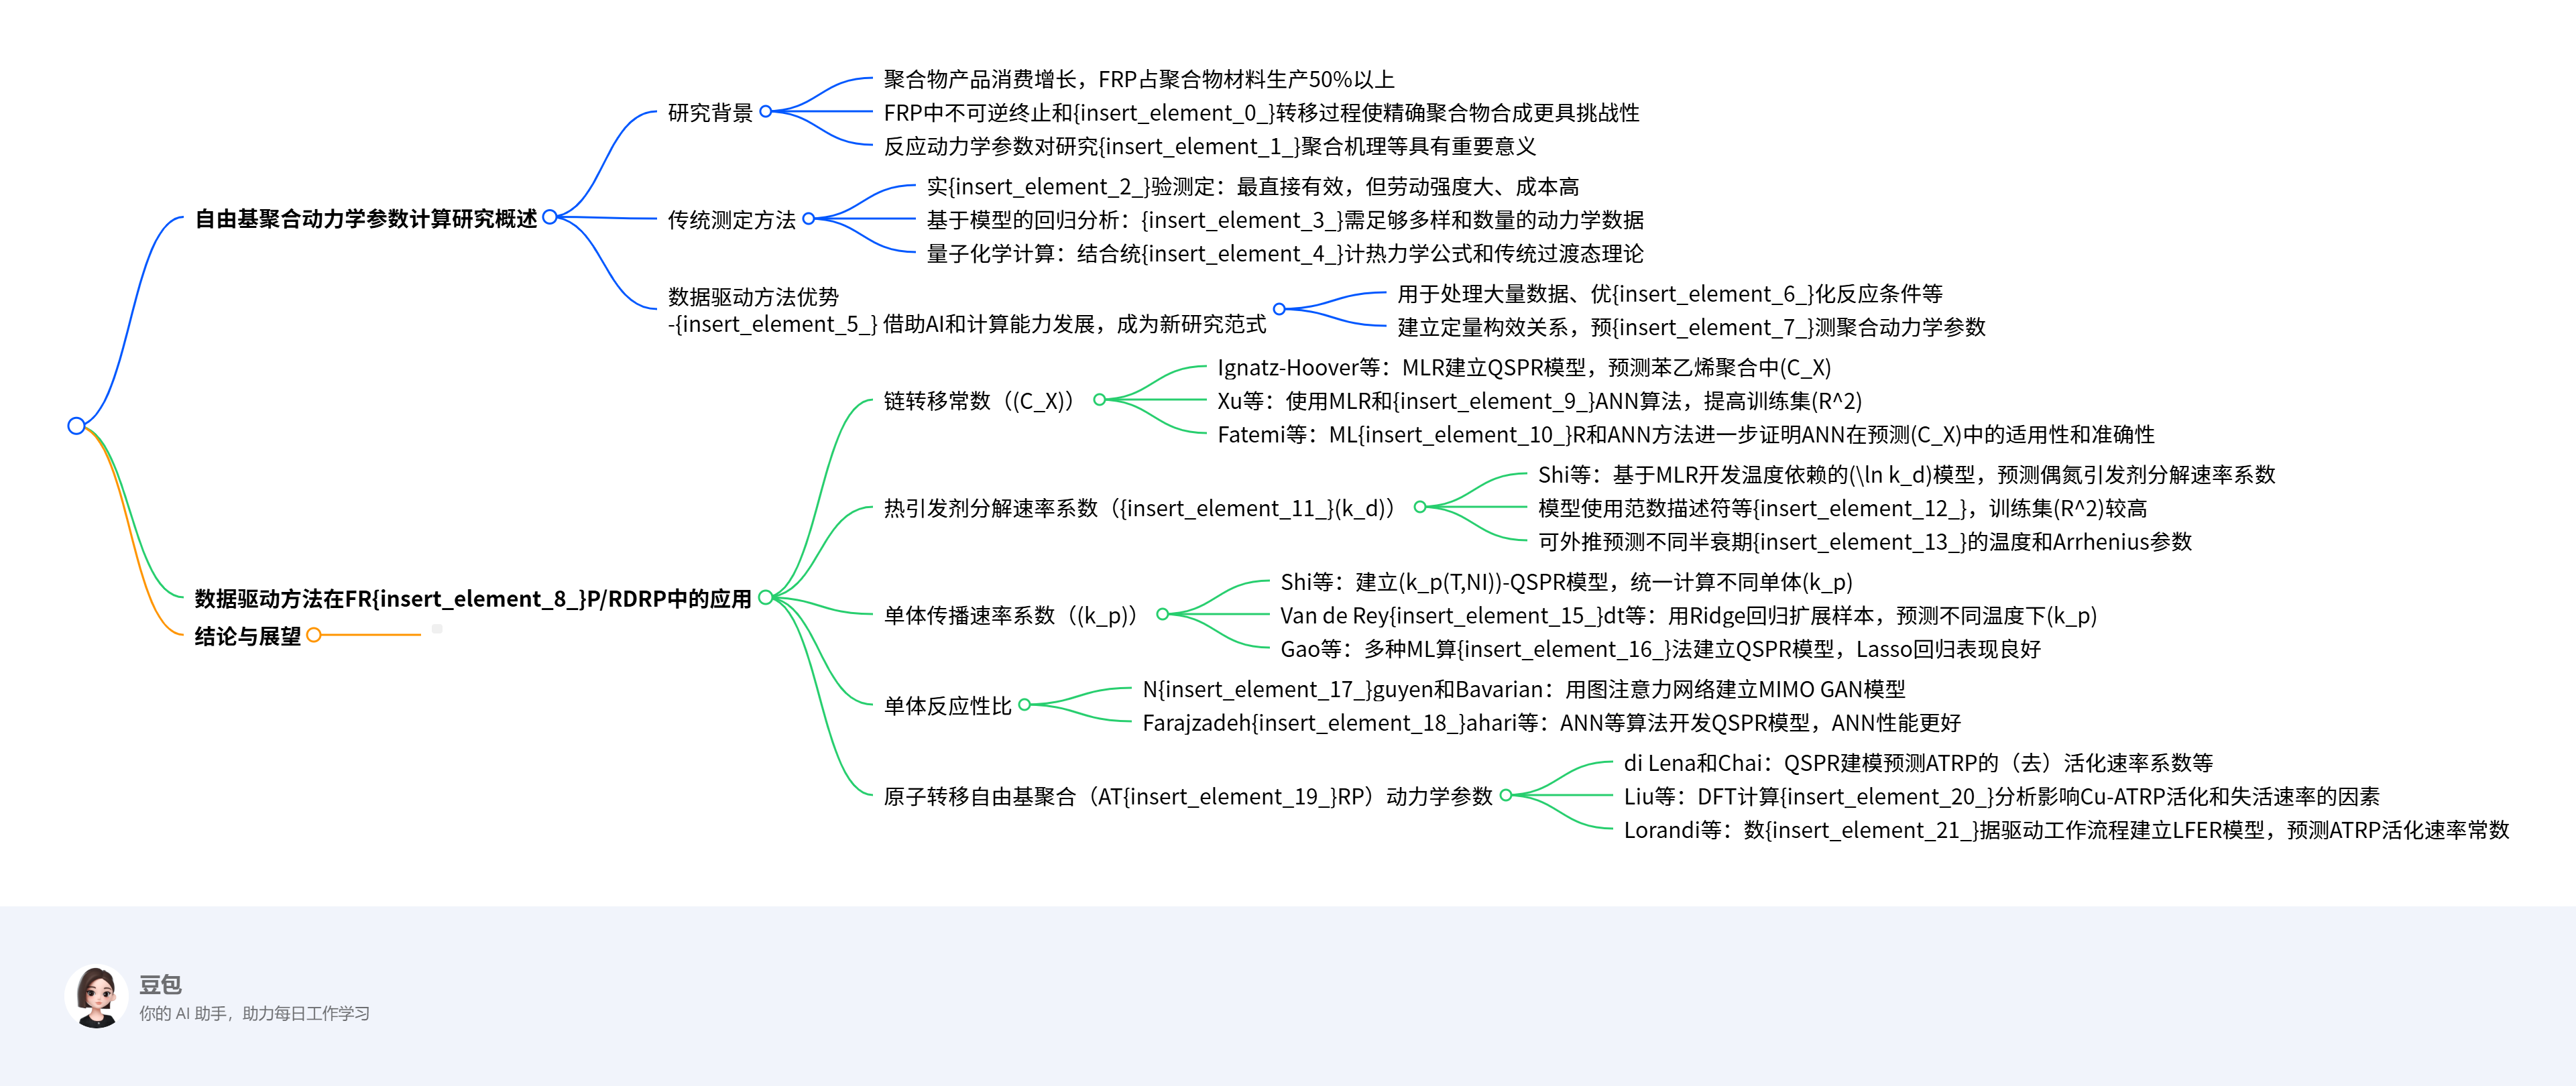 自由基聚合动力学参数计算研究概述
研究背景
聚合物产品消费增长，FRP占聚合物材料生产50%以上
FRP中不可逆终止和{insert_element_0_}转移过程使精确聚合物合成更具挑战性
反应动力学参数对研究{insert_element_1_}聚合机理等具有重要意义
传统测定方法
实{insert_element_2_}验测定：最直接有效，但劳动强度大、成本高
基于模型的回归分析：{insert_element_3_}需足够多样和数量的动力学数据
量子化学计算：结合统{insert_element_4_}计热力学公式和传统过渡态理论
数据驱动方法优势
-{insert_element_5_} 借助AI和计算能力发展，成为新研究范式
用于处理大量数据、优{insert_element_6_}化反应条件等
建立定量构效关系，预{insert_element_7_}测聚合动力学参数
数据驱动方法在FR{insert_element_8_}P/RDRP中的应用
链转移常数（(C_X)）
Ignatz-Hoover等：MLR建立QSPR模型，预测苯乙烯聚合中(C_X)
Xu等：使用MLR和{insert_element_9_}ANN算法，提高训练集(R^2)
Fatemi等：ML{insert_element_10_}R和ANN方法进一步证明ANN在预测(C_X)中的适用性和准确性
热引发剂分解速率系数（{insert_element_11_}(k_d)）
Shi等：基于MLR开发温度依赖的(\ln k_d)模型，预测偶氮引发剂分解速率系数
模型使用范数描述符等{insert_element_12_}，训练集(R^2)较高
可外推预测不同半衰期{insert_element_13_}的温度和Arrhenius参数
单体传播速率系数（(k_p)）
Shi等：建立(k_p(T,NI))-QSPR模型，统一计算不同单体(k_p)
Van de Rey{insert_element_15_}dt等：用Ridge回归扩展样本，预测不同温度下(k_p)
Gao等：多种ML算{insert_element_16_}法建立QSPR模型，Lasso回归表现良好
单体反应性比
N{insert_element_17_}guyen和Bavarian：用图注意力网络建立MIMO GAN模型
Farajzadeh{insert_element_18_}ahari等：ANN等算法开发QSPR模型，ANN性能更好
原子转移自由基聚合（AT{insert_element_19_}RP）动力学参数
di Lena和Chai：QSPR建模预测ATRP的（去）活化速率系数等
Liu等：DFT计算{insert_element_20_}分析影响Cu-ATRP活化和失活速率的因素
Lorandi等：数{insert_element_21_}据驱动工作流程建立LFER模型，预测ATRP活化速率常数
结论与展望
豆包
你的 AI 助手，助力每日工作学习